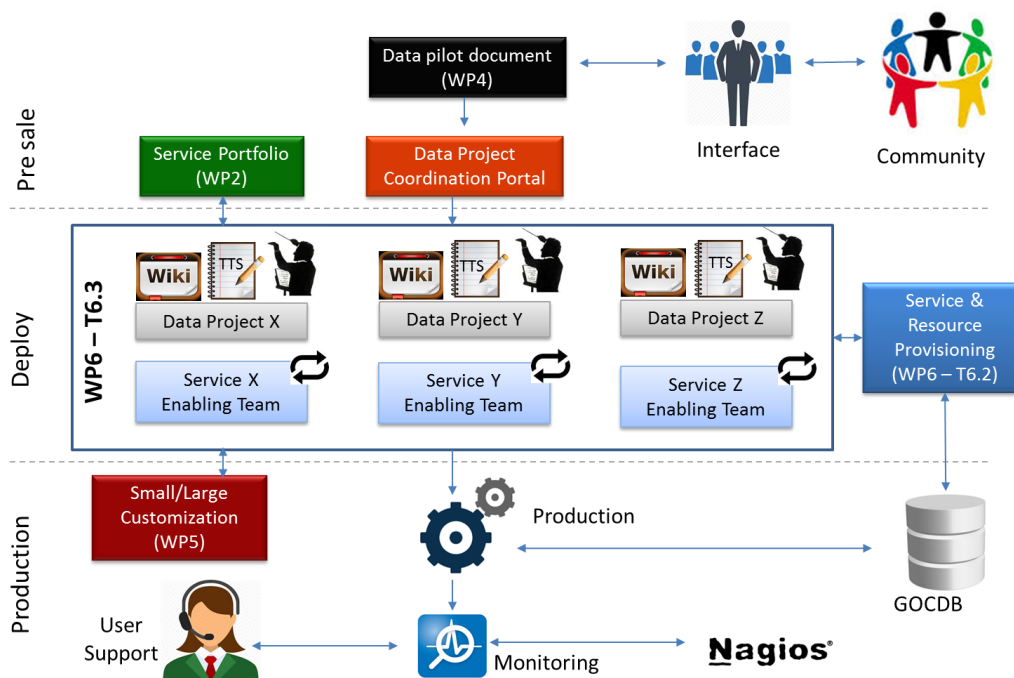 Pre sale
Data pilot document
(WP4)
Interface
Community
Service Portfolio
(WP2)
Data Project
Coordination Portal
Deploy
WP6 – T6.3
Wiki
TTS
Wiki
TTS
Wiki
TTS
Data Project X
Data Project Y
Data Project Z
Service X
Enabling Team
Service Y
Enabling Team
Service Z
Enabling Team
Service &
Resource
Provisioning
(WP6 – T6.2)
Production
Small/Large
Customization
(WP5)
Production
GOCDB
User
Support
Monitoring
Nagios®